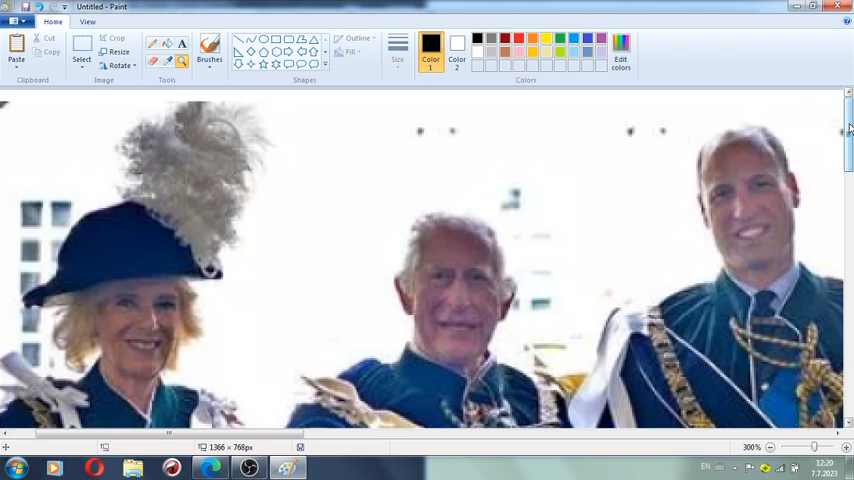 Untitled - Paint
Home View
Paste
Cut
Copy
Clipboard
Select
Crop
Resize
Rotate
Image
Tools
Brushes
Shapes
Outline
Fill
Size
Color 1
Color 2
Edit colors
Colors
1366 × 768px
300%
EN
12:20
7.7.2023